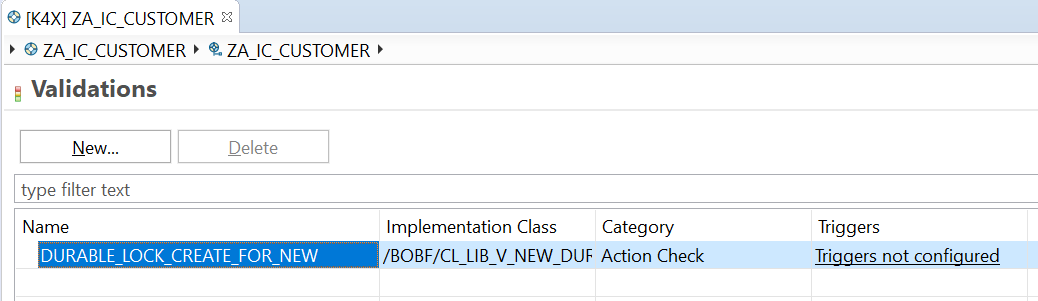 [K4X] ZA_IC_CUSTOMER
ZA_IC_CUSTOMER ZA_IC_CUSTOMER
Validations
New... Delete
type filter text
Name Implementation Class Category Triggers
DURABLE_LOCK_CREATE_FOR_NEW /BOBF/CL_LIB_V_NEW_DUR Action Check Triggers not configured